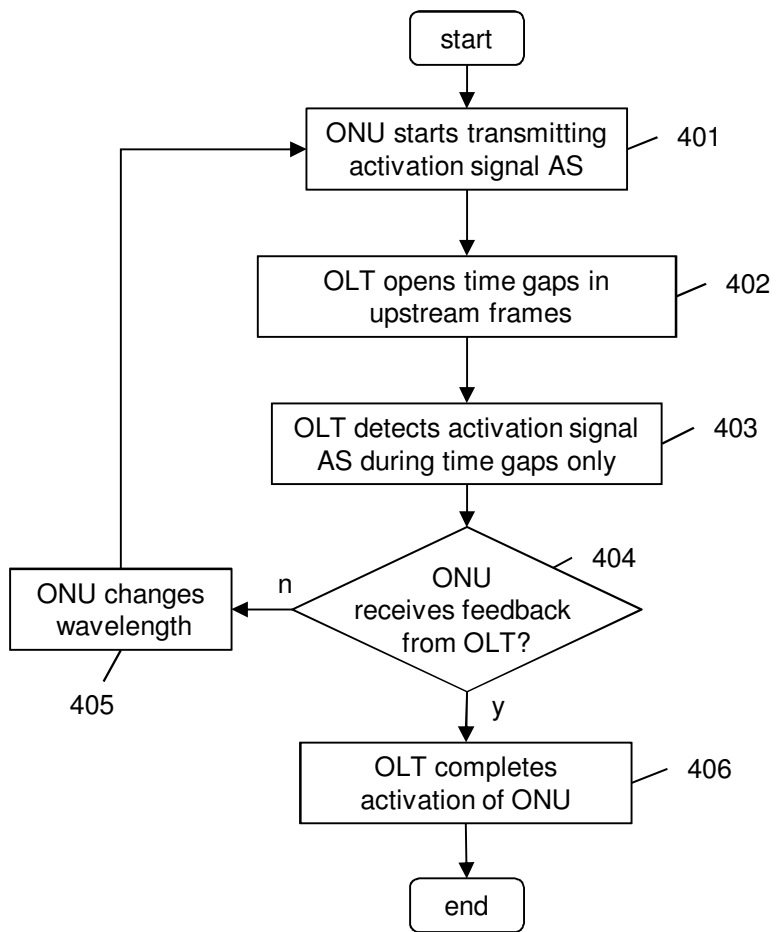 start
ONU starts transmitting
activation signal AS
401
OLT opens time gaps in
upstream frames
402
OLT detects activation signal
AS during time gaps only
403
404
ONU
receives feedback
from OLT?
n
ONU changes
wavelength
405
y
OLT completes
activation of ONU
406
end